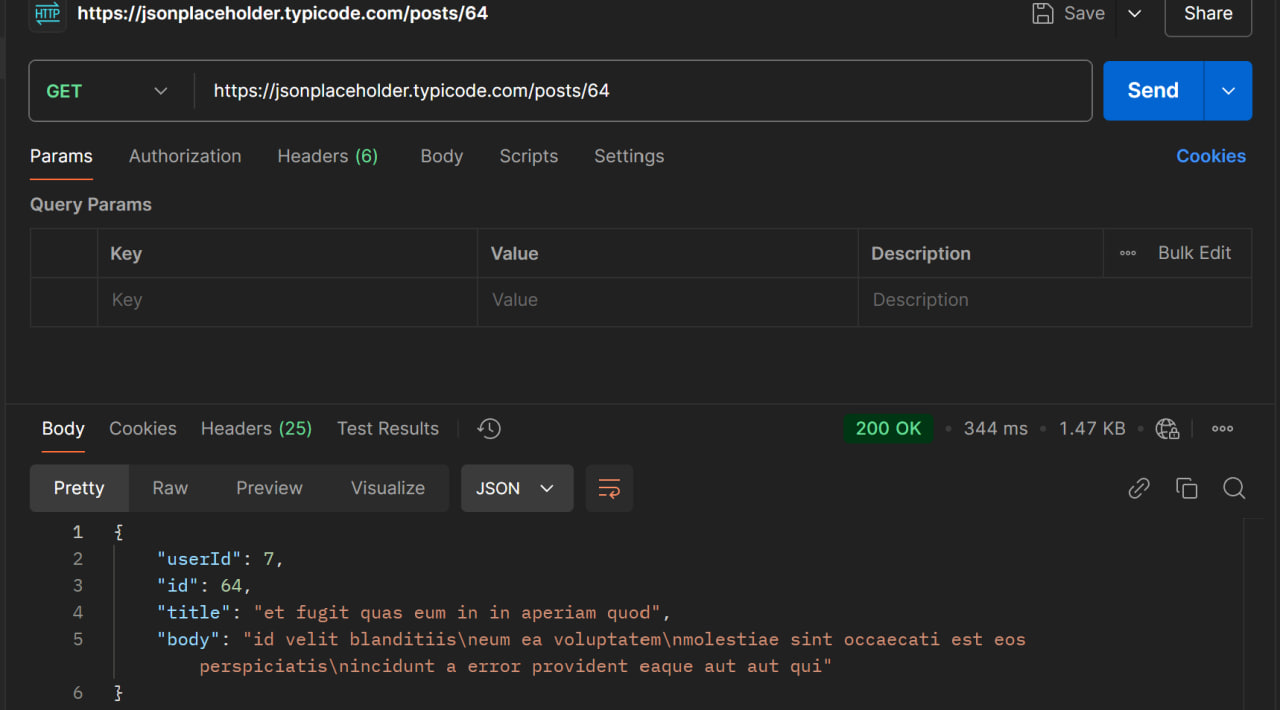 HTTP https://jsonplaceholder.typicode.com/posts/64 Save Share
GET https://jsonplaceholder.typicode.com/posts/64 Send
Params Authorization Headers (6) Body Scripts Settings Cookies
Query Params
Key Value Description Bulk Edit
Key Value Description
Body Cookies Headers (25) Test Results 200 OK 344 ms 1.47 KB
Pretty Raw Preview Visualize JSON
1 {
2 "userId": 7,
3 "id": 64,
4 "title": "et fugit quas eum in in aperiam quod",
5 "body": "id velit blanditiis\neum ea voluptatem\nmolestiae sint occaecati est eos
perspiciatis\nincidunt a error provident eaque aut aut qui"
6 }